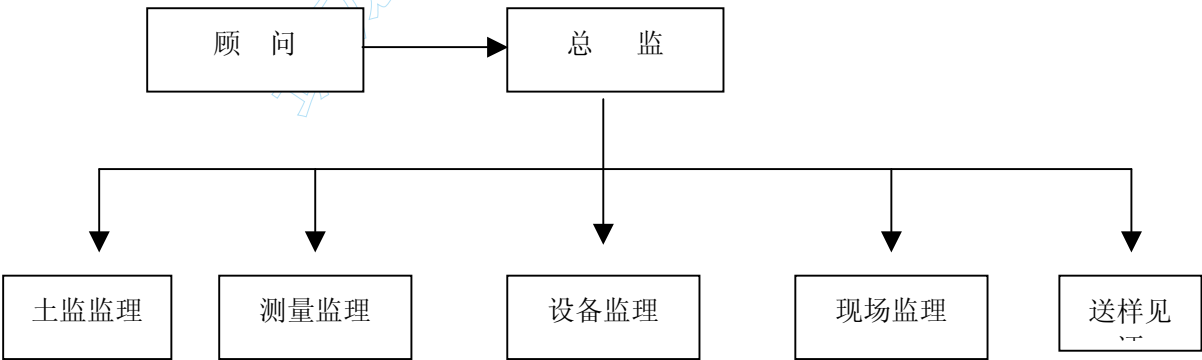 顾 问
总 监
土监监理
测量监理
设备监理
现场监理
送样见